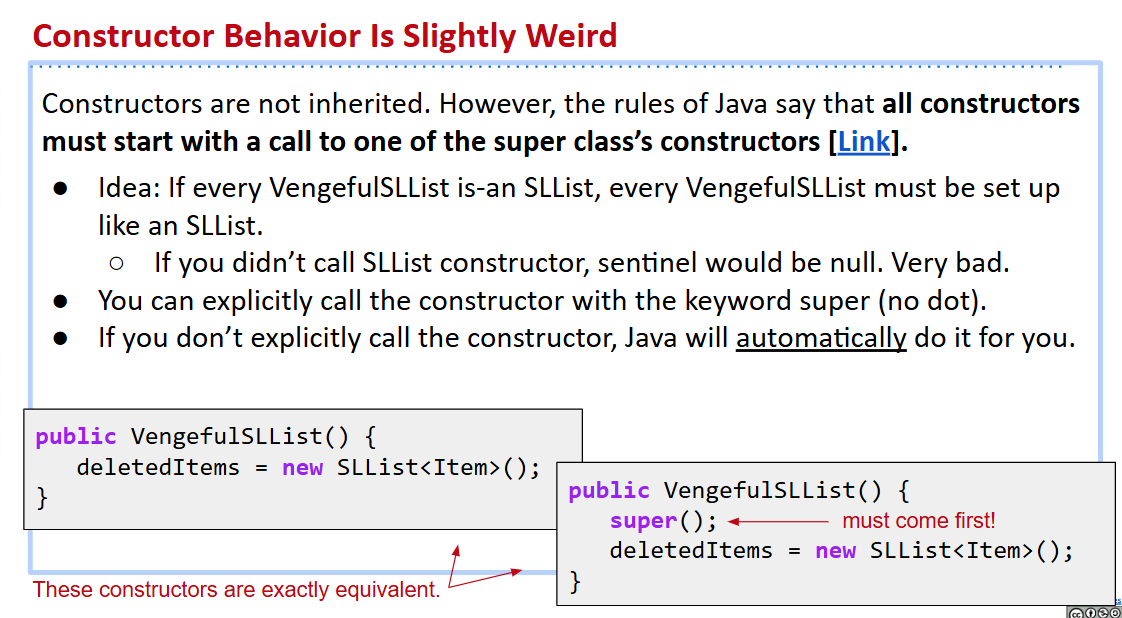 Constructor Behavior Is Slightly Weird
Constructors are not inherited. However, the rules of Java say that all constructors
must start with a call to one of the super class’s constructors [Link].
● Idea: If every VengefulSLList is-an SLList, every VengefulSLList must be set up
like an SLList.
○ If you didn’t call SLList constructor, sentinel would be null. Very bad.
● You can explicitly call the constructor with the keyword super (no dot).
● If you don’t explicitly call the constructor, Java will automatically do it for you.
public VengefulSLList() {
deletedItems = new SLList<Item>();
}
public VengefulSLList() {
super();
must come first!
deletedItems = new SLList<Item>();
}
These constructors are exactly equivalent.